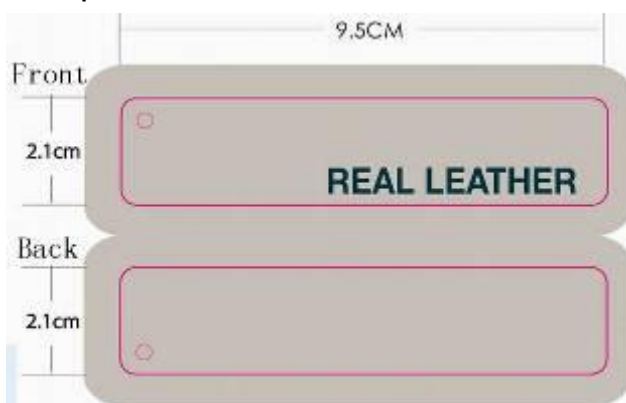 9.5CM
Front
2.1cm
REAL LEATHER
Back
2.1cm